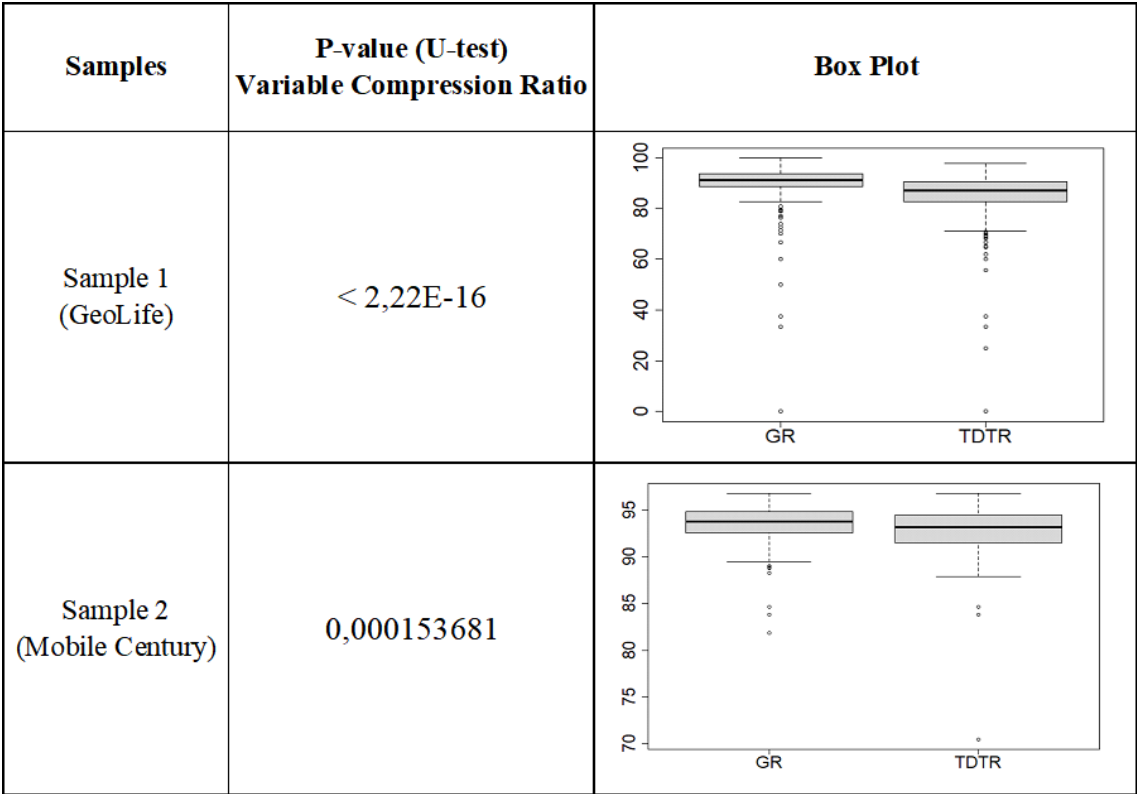 Samples
P-value (U-test)
Variable Compression Ratio
Box Plot
Sample 1
(GeoLife)
< 2,22E-16
100
80
60
40
20
0
GR
TDTR
Sample 2
(Mobile Century)
0,000153681
95
90
85
80
75
70
GR
TDTR